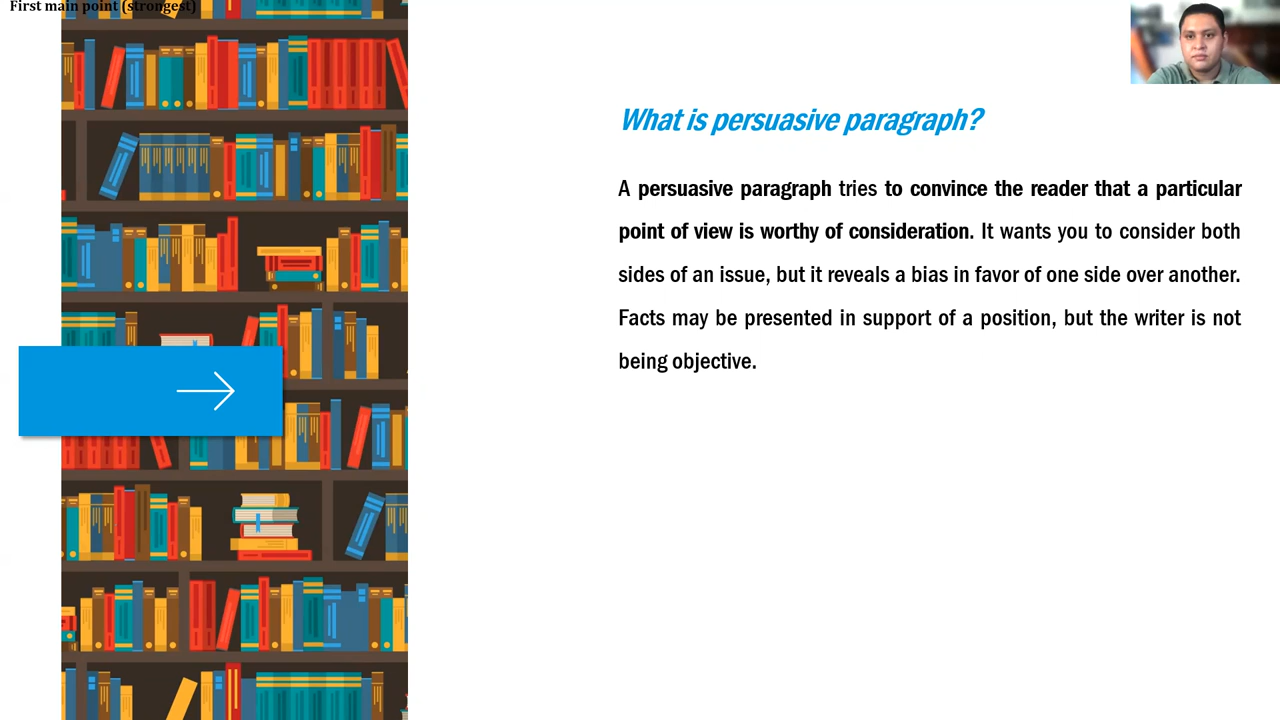 First main point (strongest)
What is persuasive paragraph?
A persuasive paragraph tries to convince the reader that a particular
point of view is worthy of consideration. It wants you to consider both
sides of an issue, but it reveals a bias in favor of one side over another.
Facts may be presented in support of a position, but the writer is not
being objective.